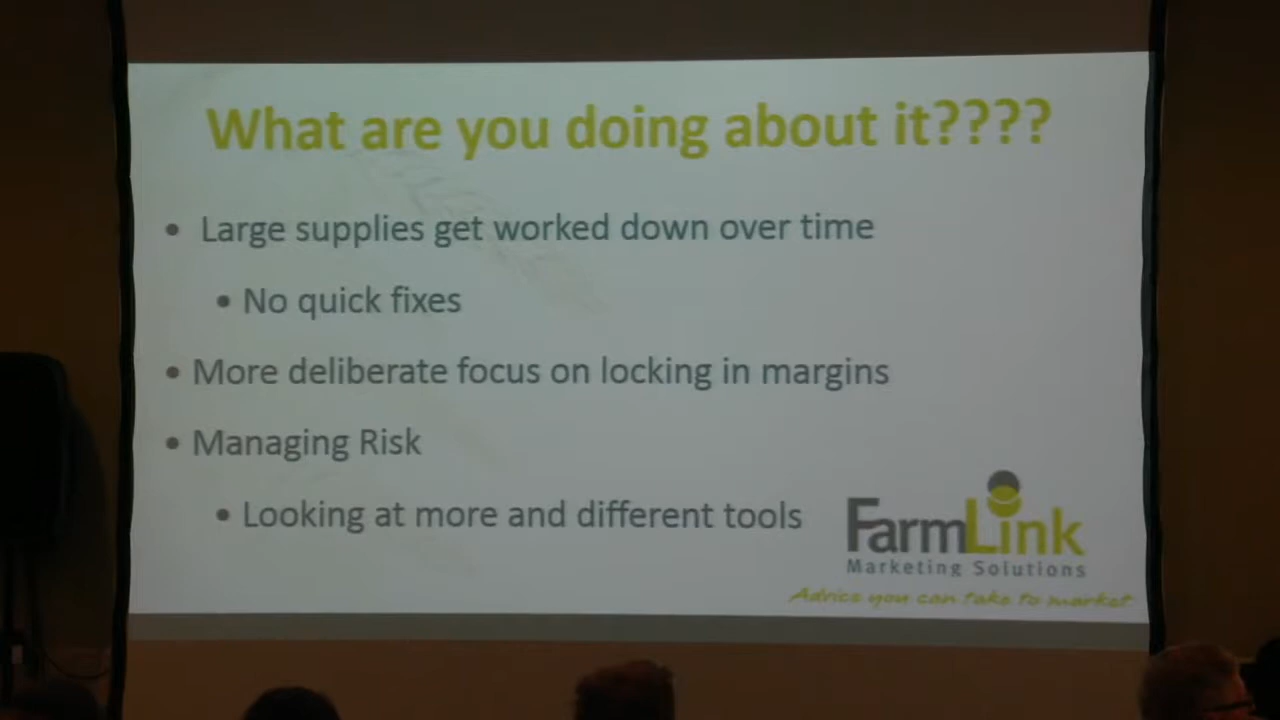 What are you doing about it????
• Large supplies get worked down over time
• No quick fixes
• More deliberate focus on locking in margins
• Managing Risk
• Looking at more and different tools
FarmLink
Marketing Solutions
Advice you can take to market